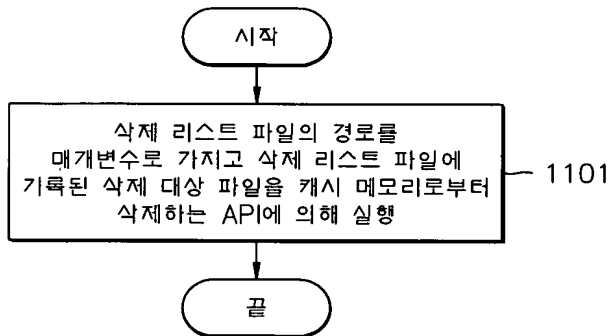 시작
삭제 리스트 파일의 경로를
매개변수로 가지고 삭제 리스트 파일에
기록된 삭제 대상 파일을 캐시 메모리로부터
삭제하는 API에 의해 실행
1101
끝